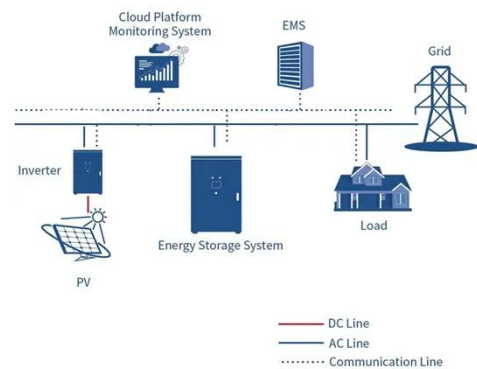 Cloud Platform
Monitoring System
EMS
Grid
Inverter
Energy Storage System
Load
PV
DC Line
AC Line
Communication Line